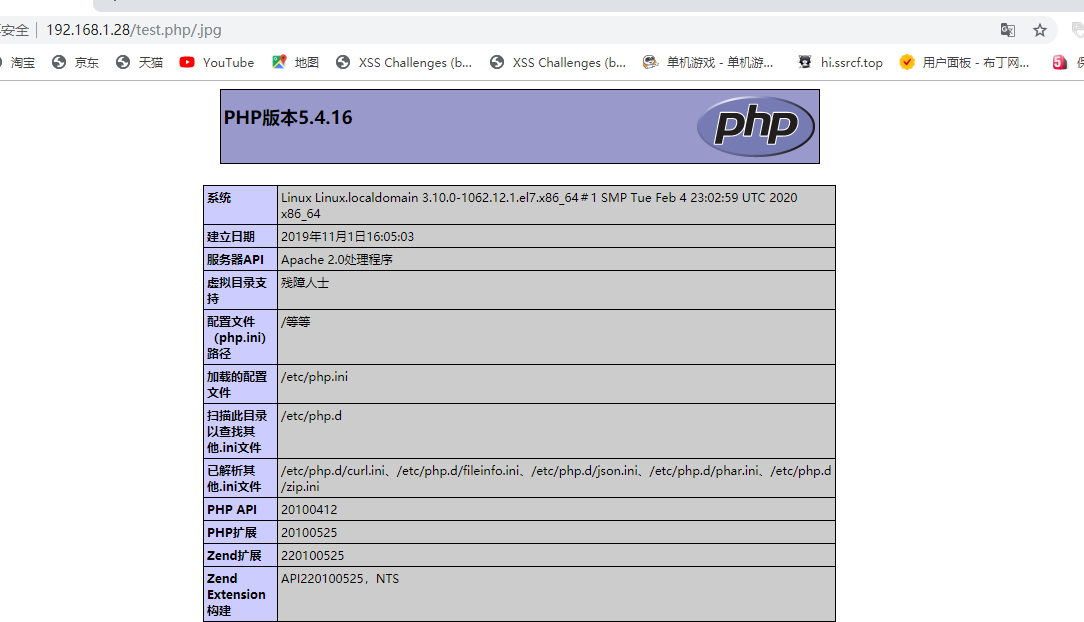 安全 192.168.1.28/test.php/.jpg
淘宝 京东 天猫 YouTube 地图 XSS Challenges (b... XSS Challenges (b... 单机游戏 - 单机游... hi.ssrcf.top 用户面板 - 布丁网...
PHP版本5.4.16 php
系统 Linux Linux.localdomain 3.10.0-1062.12.1.el7.x86_64＃1 SMP Tue Feb 4 23:02:59 UTC 2020
x86_64
建立日期 2019年11月1日16:05:03
服务器API Apache 2.0处理程序
虚拟目录支 残障人士
持
配置文件 /等等
（php.ini)
路径
加载的配置 /etc/php.ini
文件
扫描此目录 /etc/php.d
以查找其
他.ini文件
已解析其 /etc/php.d/curl.ini、/etc/php.d/fileinfo.ini、/etc/php.d/json.ini、/etc/php.d/phar.ini、/etc/php.d
他.ini文件 /zip.ini
PHP API 20100412
PHP扩展 20100525
Zend扩展 220100525
Zend API220100525，NTS
Extension
构建